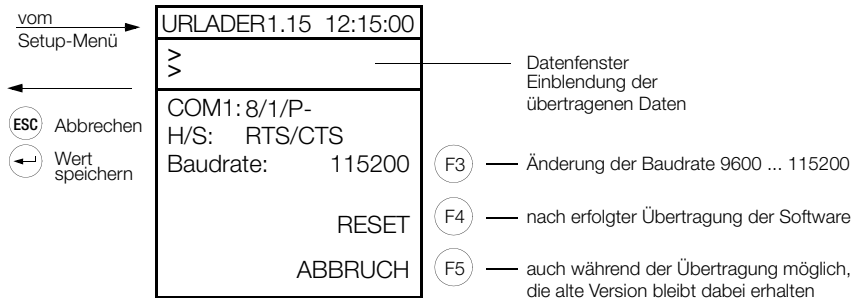 vom
Setup-Menü
ESC Abbrechen
Wert
speichern
URLADER1.15 12:15:00
>
>
COM1: 8/1/P-
H/S: RTS/CTS
Baudrate: 115200
RESET
ABBRUCH
Datenfenster
Einblendung der
übertragenen Daten
F3 Änderung der Baudrate 9600 ... 115200
F4 nach erfolgter Übertragung der Software
F5 auch während der Übertragung möglich,
die alte Version bleibt dabei erhalten